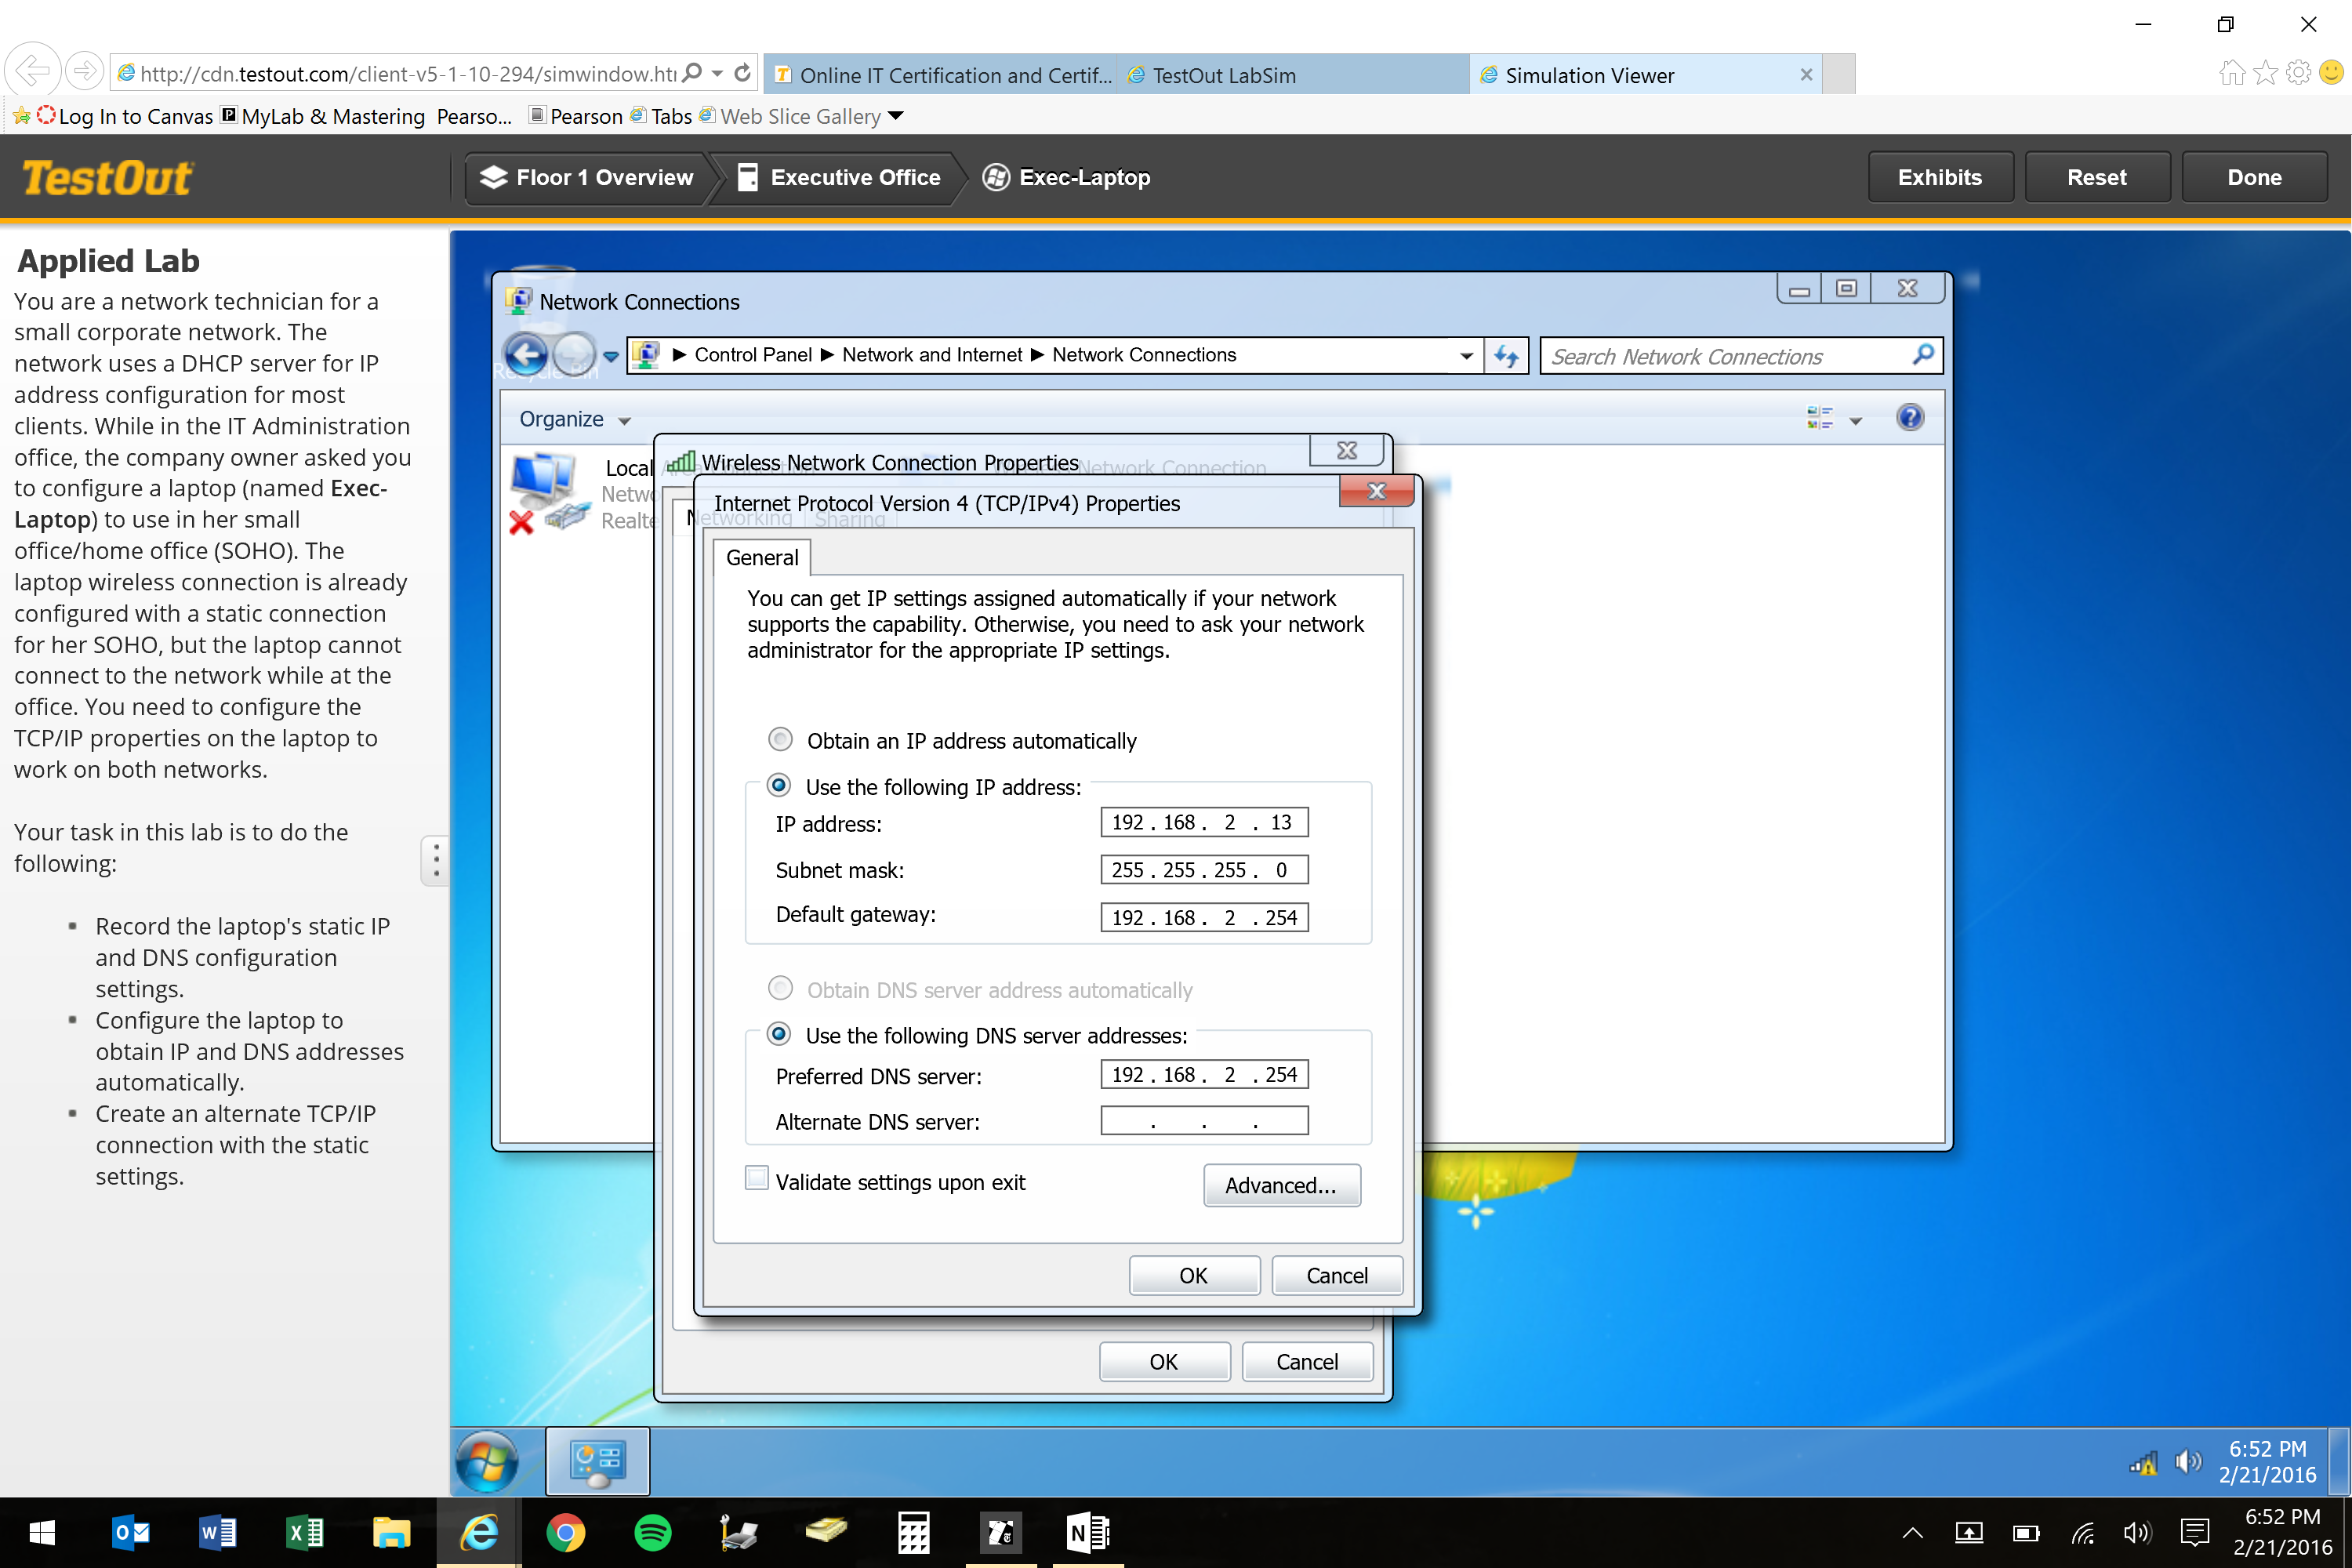 http://cdn.testout.com/client-v5-1-10-294/simwindow.htr
Online IT Certification and Certif...
TestOut LabSim
Simulation Viewer
Log In to Canvas
MyLab & Mastering Pearso...
Pearson
Tabs
Web Slice Gallery
TestOut
Floor 1 Overview
Executive Office
Exec-Laptop
Exhibits
Reset
Done
Applied Lab
You are a network technician for a
small corporate network. The
network uses a DHCP server for IP
address configuration for most
clients. While in the IT Administration
office, the company owner asked you
to configure a laptop (named Exec-
Laptop) to use in her small
office/home office (SOHO). The
laptop wireless connection is already
configured with a static connection
for her SOHO, but the laptop cannot
connect to the network while at the
office. You need to configure the
TCP/IP properties on the laptop to
work on both networks.
Your task in this lab is to do the
following:
Record the laptop's static IP
and DNS configuration
settings.
Configure the laptop to
obtain IP and DNS addresses
automatically.
Create an alternate TCP/IP
connection with the static
settings.
Network Connections
Control Panel ▶ Network and Internet ▶ Network Connections
Search Network Connections
Recycle Bin
Organize
Local
Netwo
Realte
Wireless Network Connection Properties
Network Connection
Networking
Sharing
Internet Protocol Version 4 (TCP/IPv4) Properties
General
You can get IP settings assigned automatically if your network
supports the capability. Otherwise, you need to ask your network
administrator for the appropriate IP settings.
Obtain an IP address automatically
Use the following IP address:
IP address: 192 . 168 . 2 . 13
Subnet mask: 255 . 255 . 255 . 0
Default gateway: 192 . 168 . 2 . 254
Obtain DNS server address automatically
Use the following DNS server addresses:
Preferred DNS server: 192 . 168 . 2 . 254
Alternate DNS server: . . .
Validate settings upon exit
Advanced...
OK
Cancel
OK
Cancel
6:52 PM
2/21/2016
6:52 PM
2/21/2016